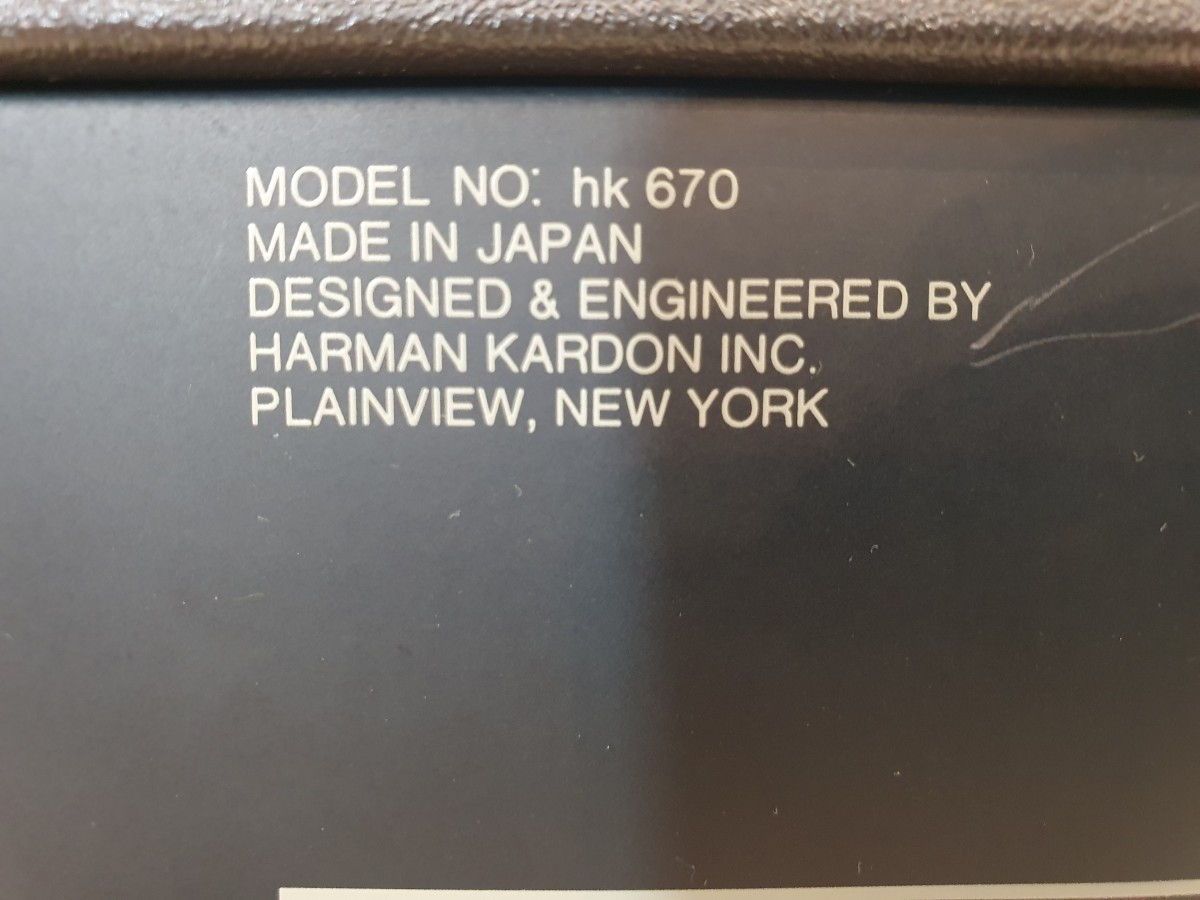 MODEL NO: hk 670
MADE IN JAPAN
DESIGNED & ENGINEERED BY
HARMAN KARDON INC.
PLAINVIEW, NEW YORK